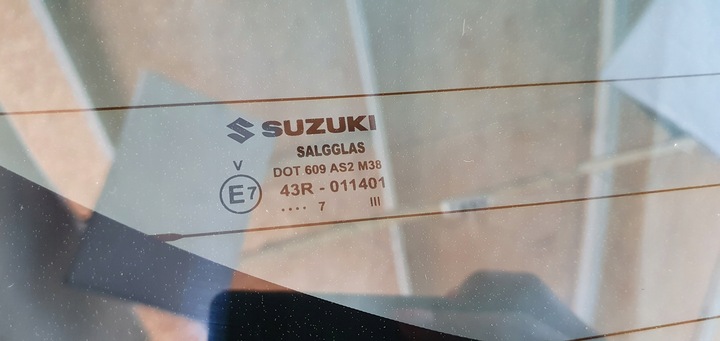 SUZUKI
SALGGLAS
V
DOT 609 AS2 M38
E7
43R - 011401
.... 7 III